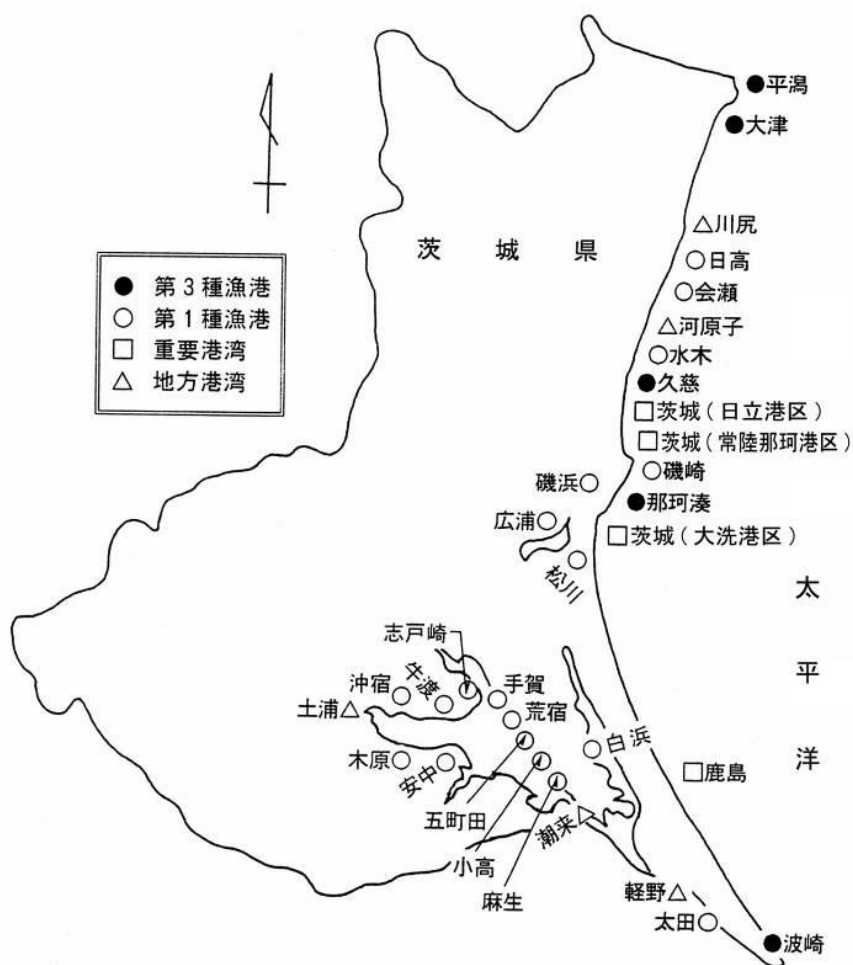 平潟
大津
川尻
茨城県
日高
会瀬
● 第3種漁港
○ 第1種漁港
□ 重要港湾
△ 地方港湾
河原子
水木
久慈
茨城(日立港区)
茨城(常陸那珂港区)
磯崎
磯浜
那珂湊
広浦
茨城(大洗港区)
松川
太平洋
志戸崎
牛渡
手賀
沖宿
荒宿
土浦
白浜
木原
安中
鹿島
五町田
潮来
小高
麻生
軽野
太田
波崎